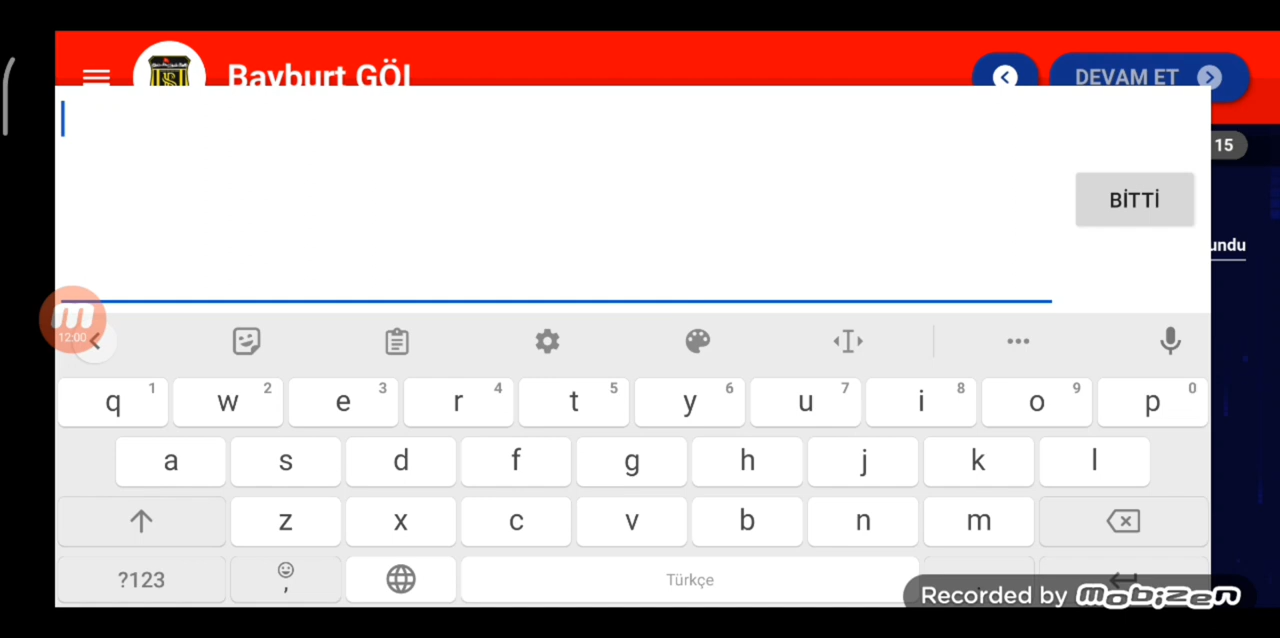 Bayburt GÖL
DEVAM ET
15
BİTTİ
undu
12:00
q 1 w 2 e 3 r 4 t 5 y 6 u 7 i 8 o 9 p 0
a s d f g h j k l
z x c v b n m
?123 , Türkçe
Recorded by mobizen